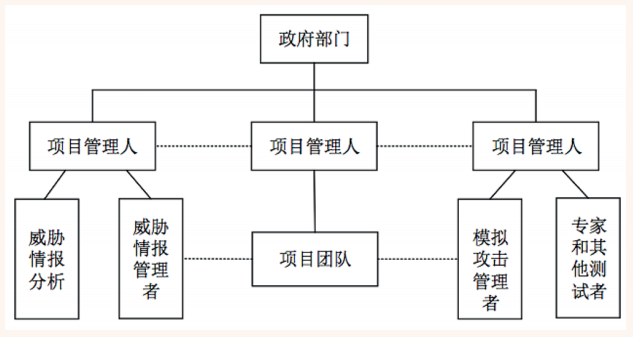 政府部门
项目管理人
项目管理人
项目管理人
威胁
情报
分析
威胁
情报
管理
者
项目团队
模拟
攻击
管理
者
专家
和其
他测
试者